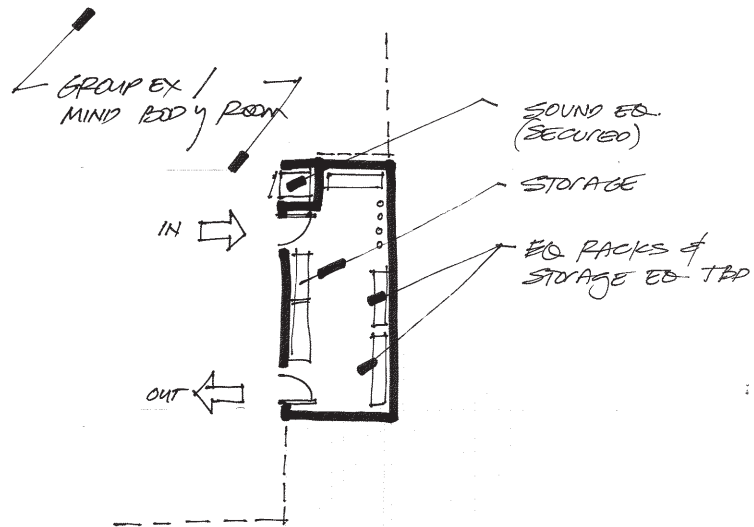 GROUP EX /
MIND BODY ROOM
SOUND EQ.
(SECURED)
STORAGE
IN
EQ RACKS &
STORAGE EQ TBD
OUT